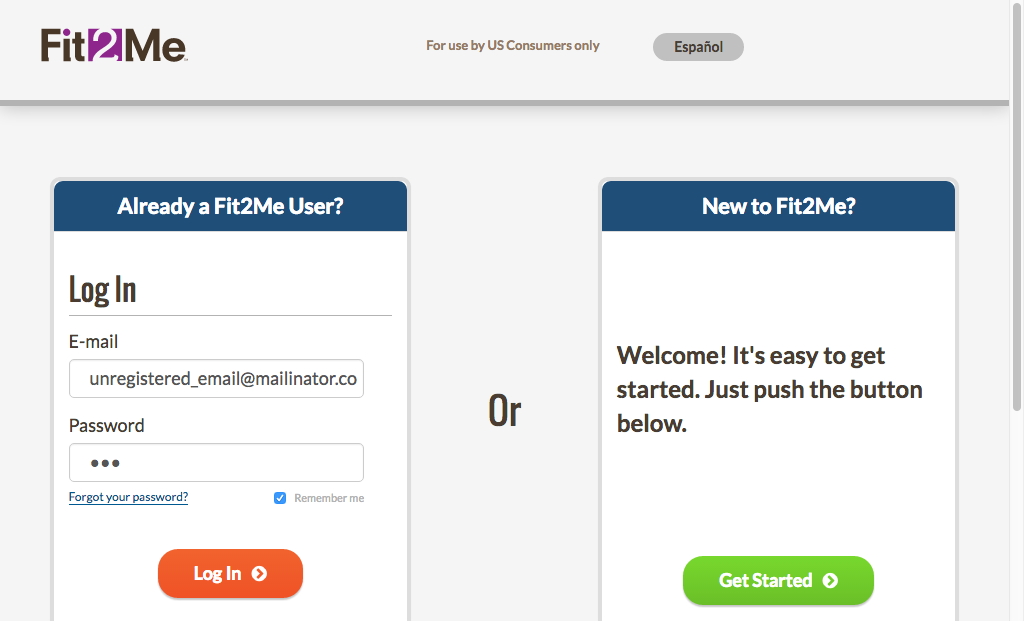 Fit2Me™
For use by US Consumers only
Español
Already a Fit2Me User?
Log In
E-mail
unregistered_email@mailinator.co
Password
Forgot your password?
Remember me
Log In
Or
New to Fit2Me?
Welcome! It's easy to get
started. Just push the button
below.
Get Started